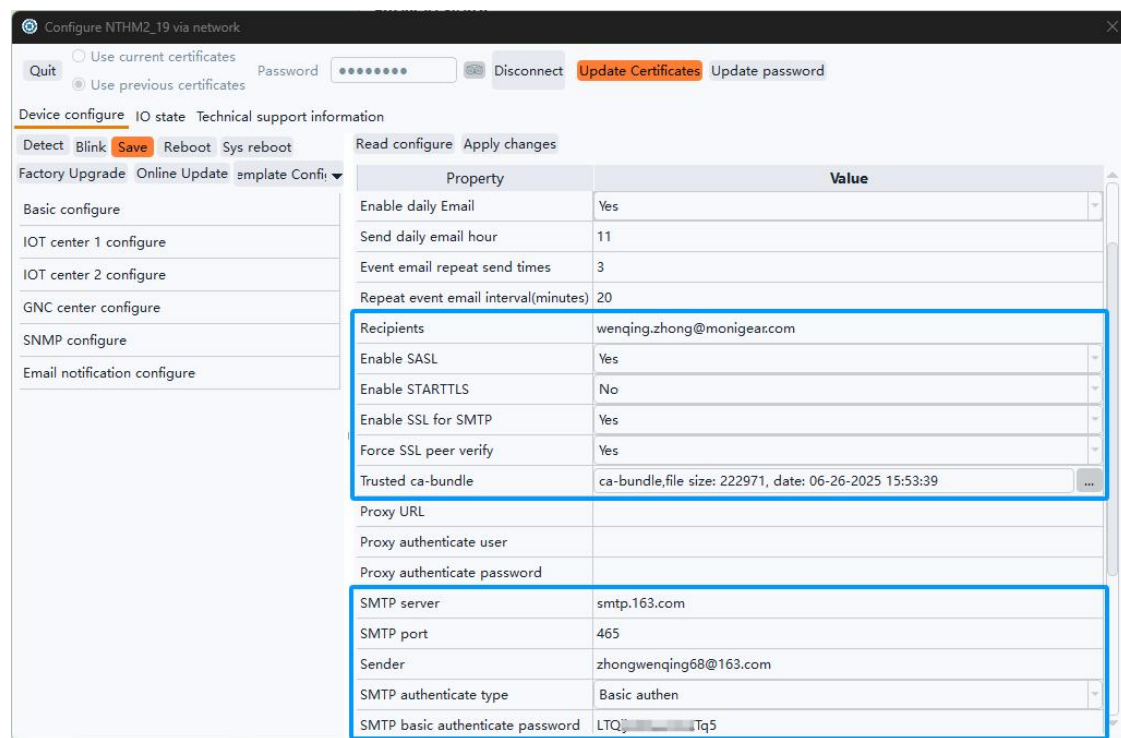 Configure NTHM2_19 via network
Quit
Use current certificates
Use previous certificates
Password ●●●●●●●● Disconnect Update Certificates Update password
Device configure IO state Technical support information
Detect Blink Save Reboot Sys reboot
Factory Upgrade Online Update emplate Config
Basic configure
IOT center 1 configure
IOT center 2 configure
GNC center configure
SNMP configure
Email notification configure
Read configure Apply changes
Property Value
Enable daily Email Yes
Send daily email hour 11
Event email repeat send times 3
Repeat event email interval(minutes) 20
Recipients wenqing.zhong@monigear.com
Enable SASL Yes
Enable STARTTLS No
Enable SSL for SMTP Yes
Force SSL peer verify Yes
Trusted ca-bundle ca-bundle,file size: 222971, date: 06-26-2025 15:53:39 ...
Proxy URL
Proxy authenticate user
Proxy authenticate password
SMTP server smtp.163.com
SMTP port 465
Sender zhongwenqing68@163.com
SMTP authenticate type Basic authen
SMTP basic authenticate password